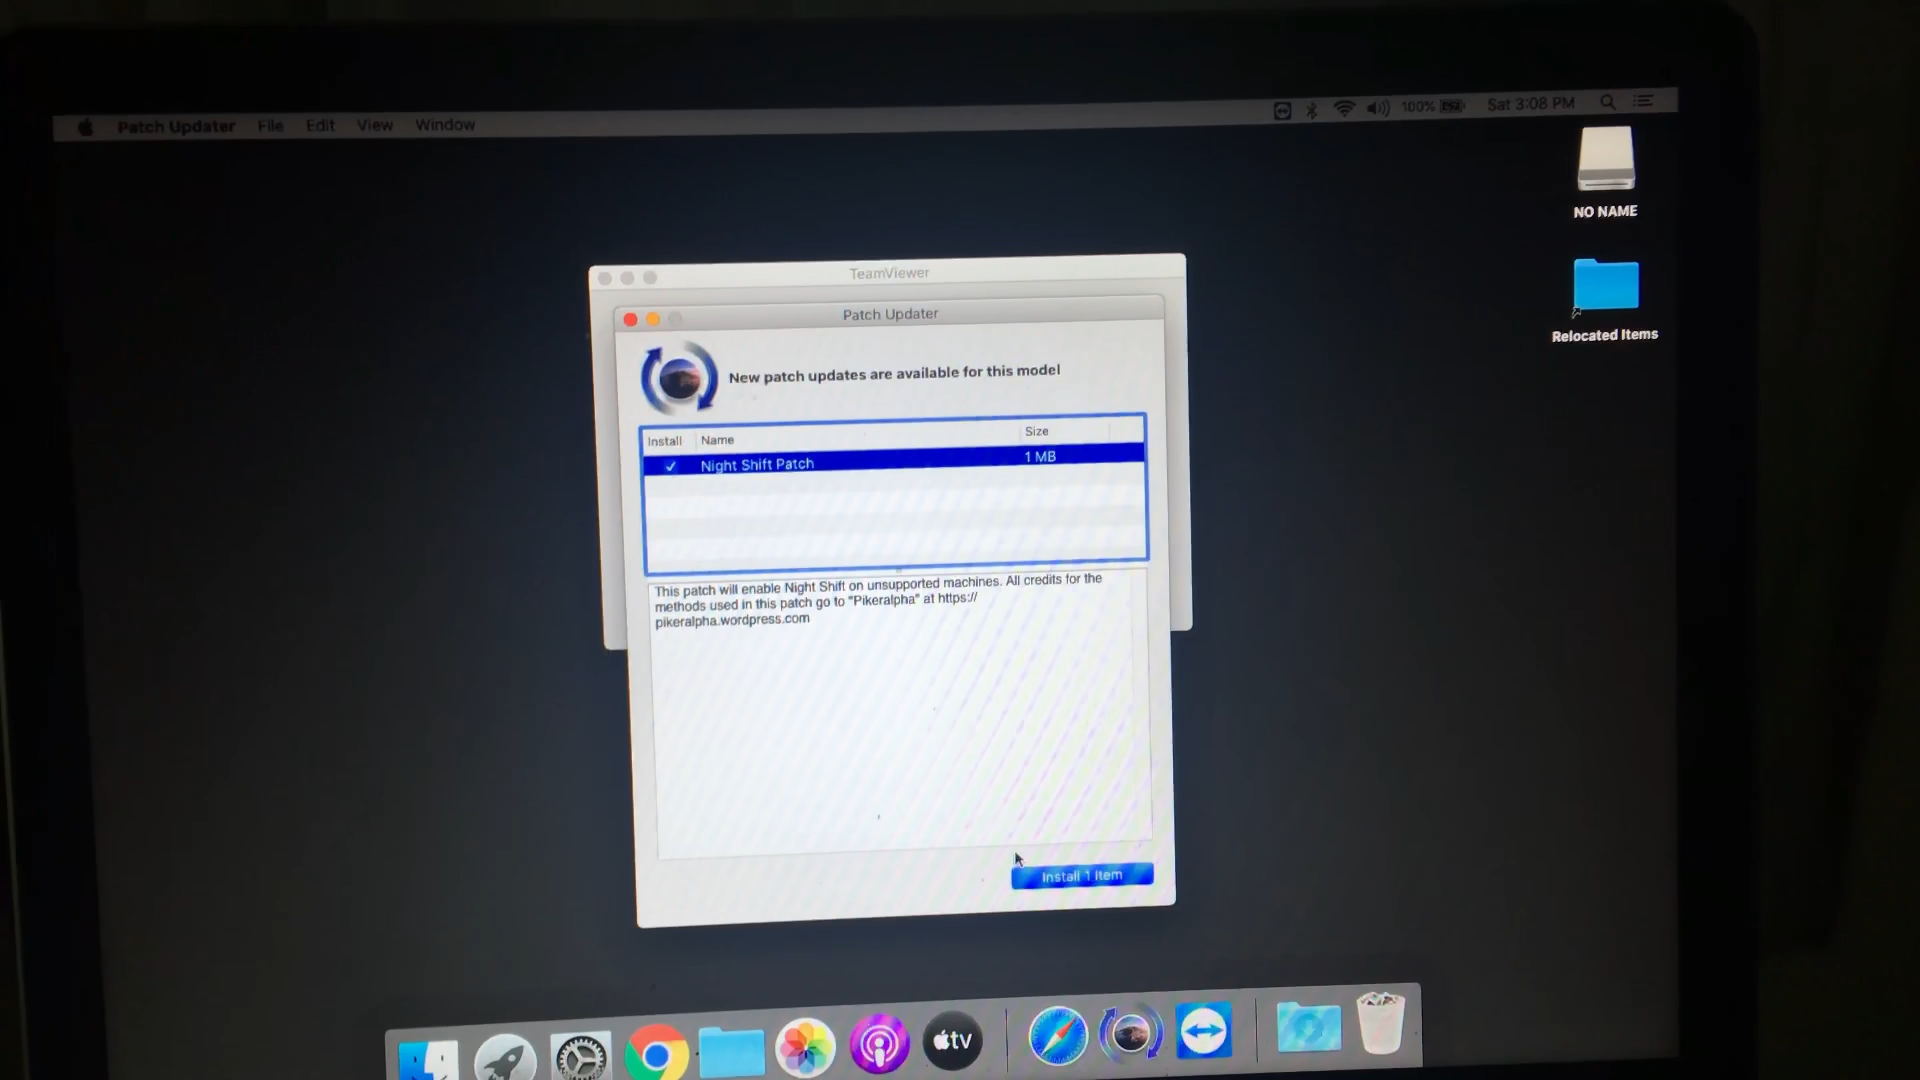 Patch Updater File Edit View Window
100% Sat 3:08 PM
NO NAME
Relocated Items
TeamViewer
Patch Updater
New patch updates are available for this model
Install Name Size
Night Shift Patch 1 MB
This patch will enable Night Shift on unsupported machines. All credits for the
methods used in this patch go to "Pikeralpha" at https://
pikeralpha.wordpress.com
Install 1 Item
tv